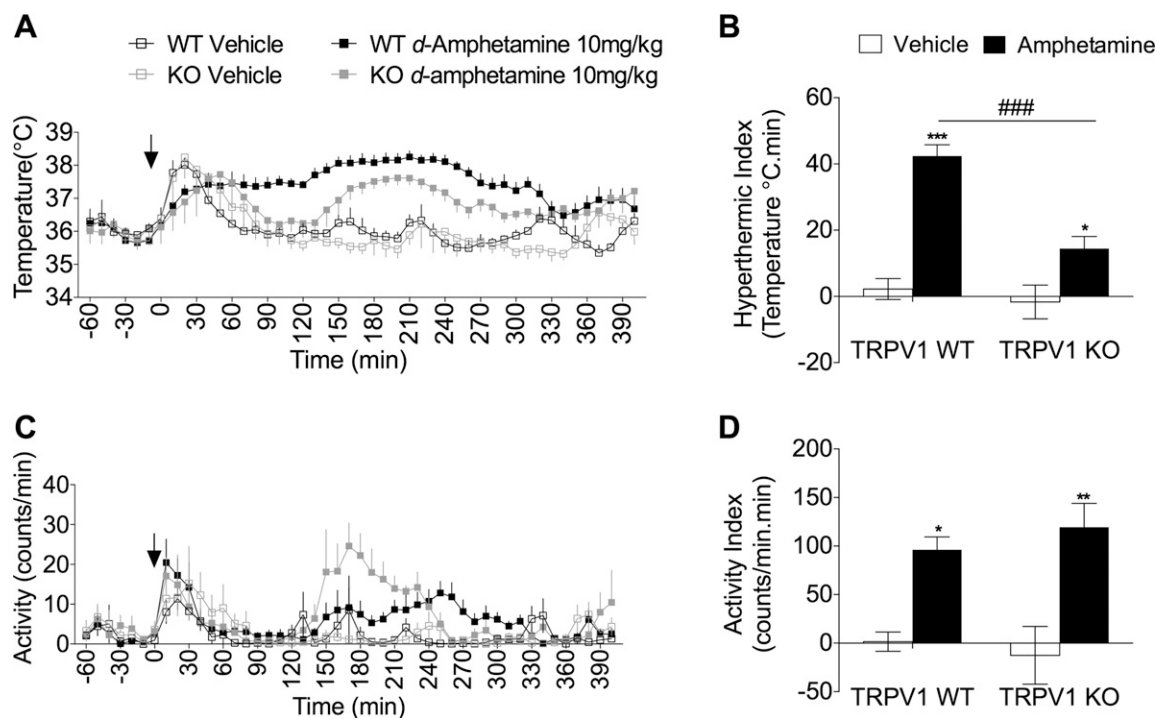 A
WT Vehicle
WT d-Amphetamine 10mg/kg
KO Vehicle
KO d-amphetamine 10mg/kg
Temperature(°C)
39
38
37
36
35
34
-60
-30
0
30
60
90
120
150
180
210
240
270
300
330
360
390
Time (min)
B
Vehicle
Amphetamine
Hyperthermic Index
(Temperature °C.min)
60
40
20
0
-20
***
###
*
TRPV1 WT
TRPV1 KO
C
Activity (counts/min)
40
30
20
10
0
-60
-30
0
30
60
90
120
150
180
210
240
270
300
330
360
390
Time (min)
D
Activity Index
(counts/min.min)
200
150
100
50
0
-50
*
**
TRPV1 WT
TRPV1 KO